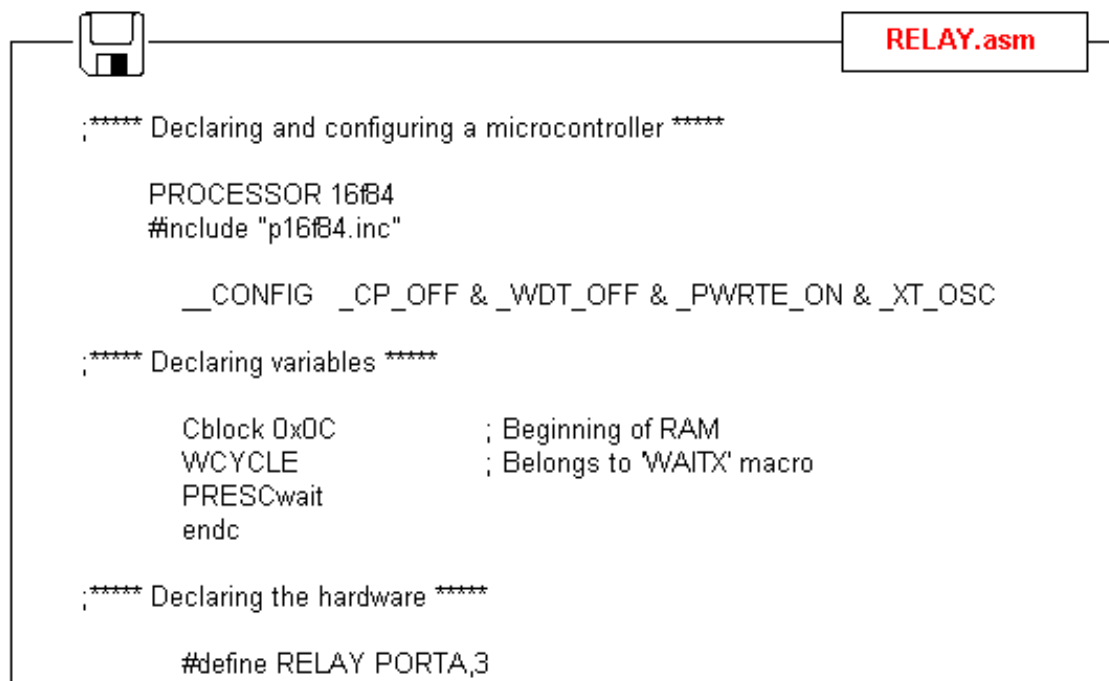 RELAY.asm
;***** Declaring and configuring a microcontroller *****
PROCESSOR 16f84
#include "p16f84.inc"
__CONFIG _CP_OFF & _WDT_OFF & _PWRTE_ON & _XT_OSC
;***** Declaring variables *****
Cblock 0x0C ; Beginning of RAM
WCYCLE ; Belongs to 'WAITX' macro
PRESCwait
endc
;***** Declaring the hardware *****
#define RELAY PORTA,3